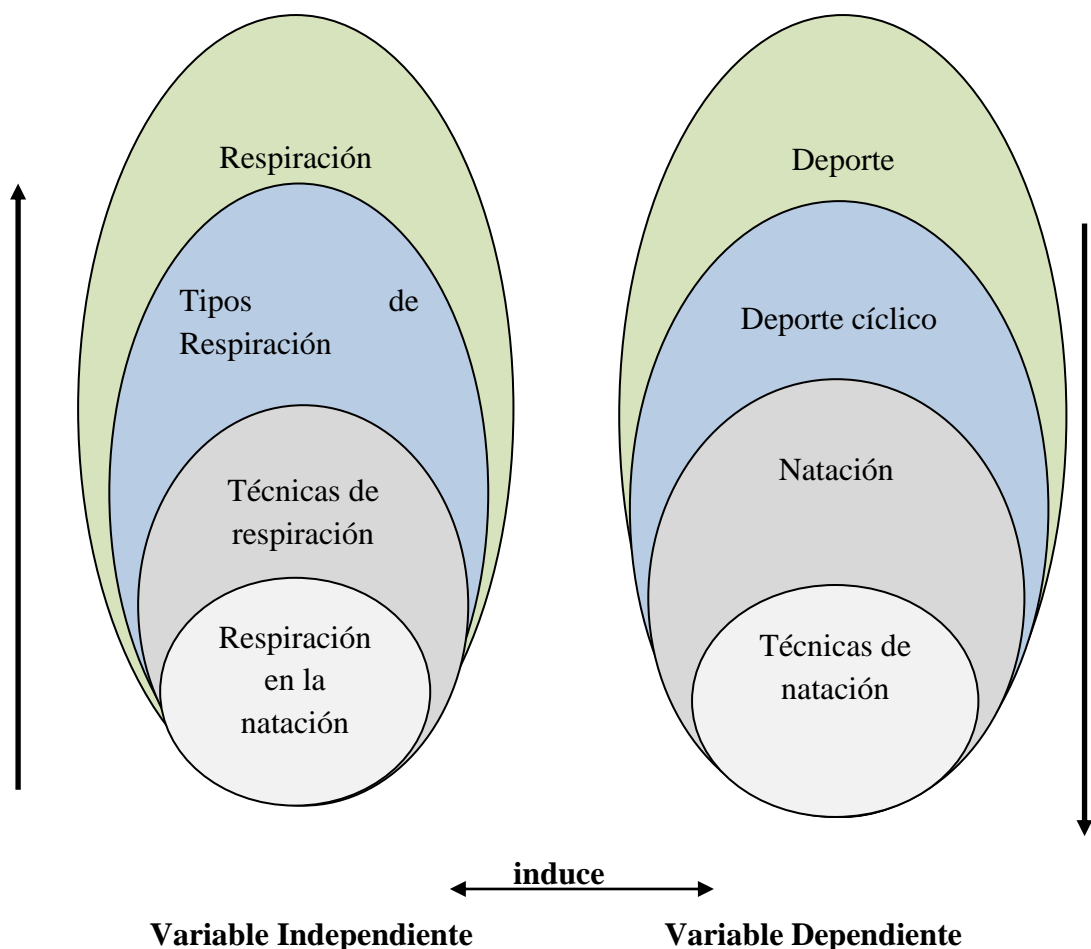 Respiración
Tipos de
Respiración
Técnicas de
respiración
Respiración
en la
natación
Deporte
Deporte cíclico
Natación
Técnicas de
natación
induce
Variable Independiente
Variable Dependiente